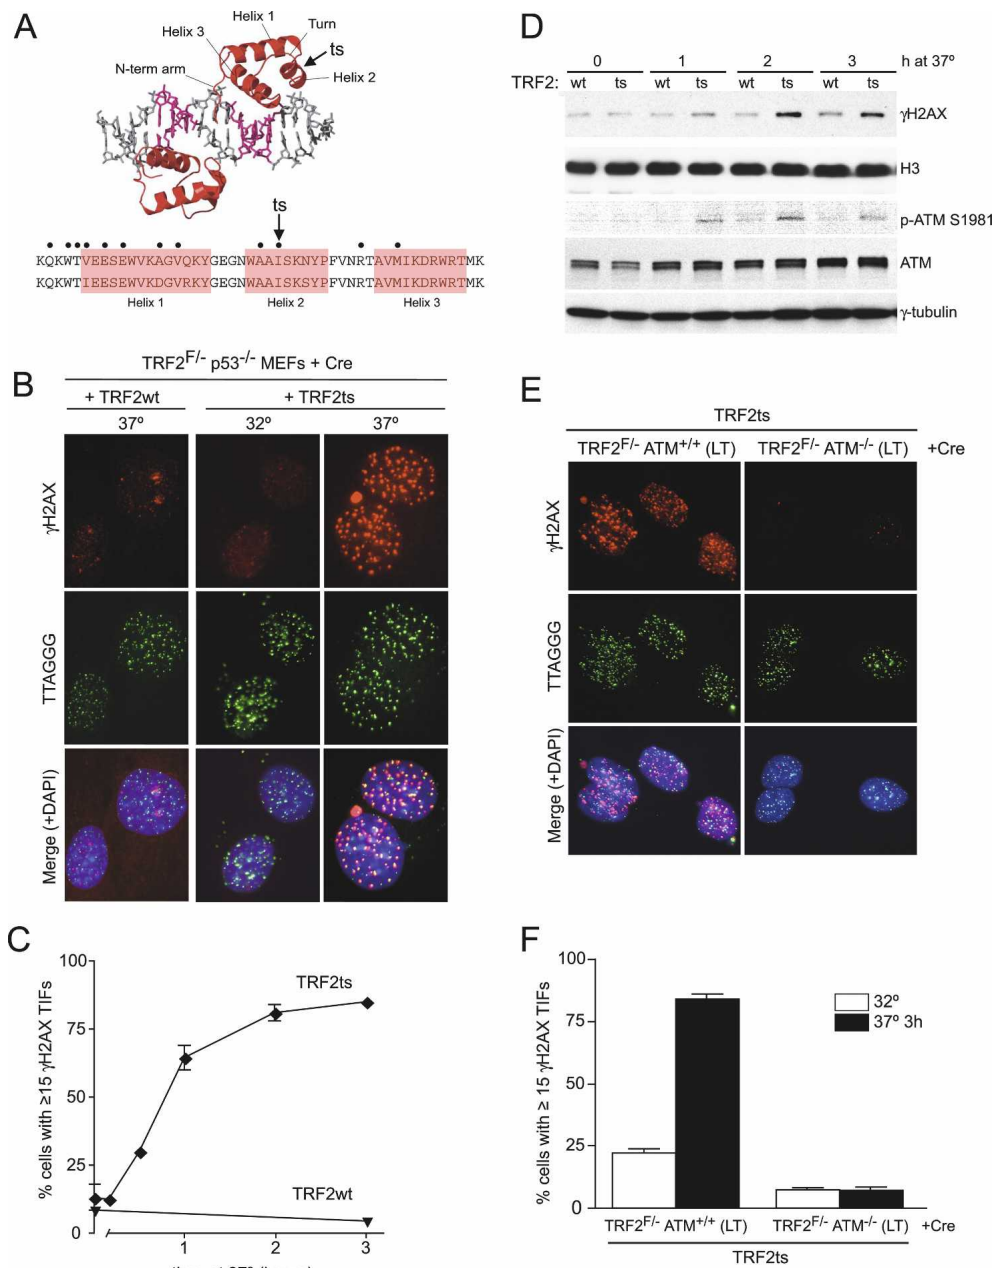 A
Helix 1
Helix 3
Turn
ts
N-term arm
Helix 2
ts
KQKWTVEESEWVKAGVQKYGEGNWAAISKNYPFVNRTAVMIKDRWRTMK
KQKWTIEESEWVKDGVRKYGEGNWAAISKSYPFVNRTAVMIKDRWRTMK
Helix 1
Helix 2
Helix 3
B
TRF2F/- p53-/- MEFs + Cre
+ TRF2wt
+ TRF2ts
37º
32º
37º
γH2AX
TTAGGG
Merge (+DAPI)
C
% cells with ≥15 γH2AX TIFs
100
75
50
25
0
TRF2ts
TRF2wt
1
2
3
D
0
1
2
3
h at 37º
TRF2:
wt
ts
wt
ts
wt
ts
wt
ts
γH2AX
H3
p-ATM S1981
ATM
γ-tubulin
E
TRF2ts
TRF2F/- ATM+/+ (LT)
TRF2F/- ATM-/- (LT)
+Cre
γH2AX
TTAGGG
Merge (+DAPI)
F
% cells with ≥ 15 γH2AX TIFs
100
75
50
25
0
32º
37º 3h
TRF2F/- ATM+/+ (LT)
TRF2F/- ATM-/- (LT)
+Cre
TRF2ts